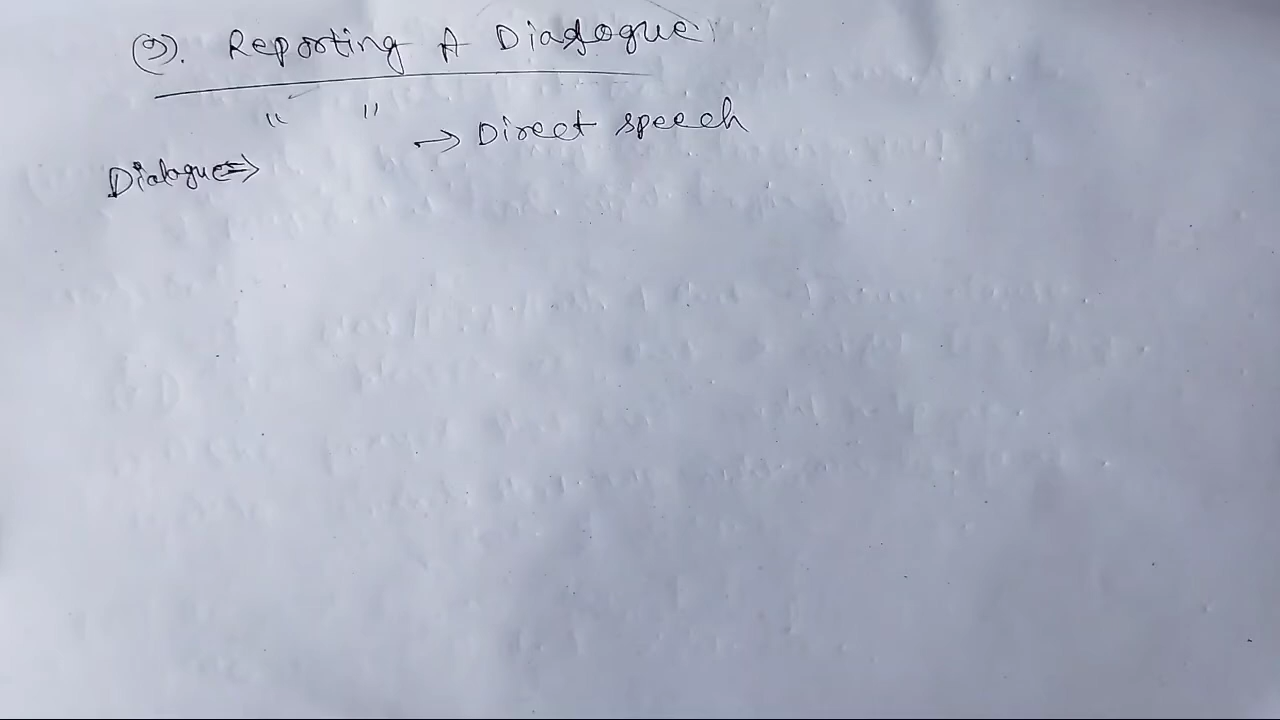 (9). Reporting A Dialogue
" " → Direct speech
Dialogue⇒